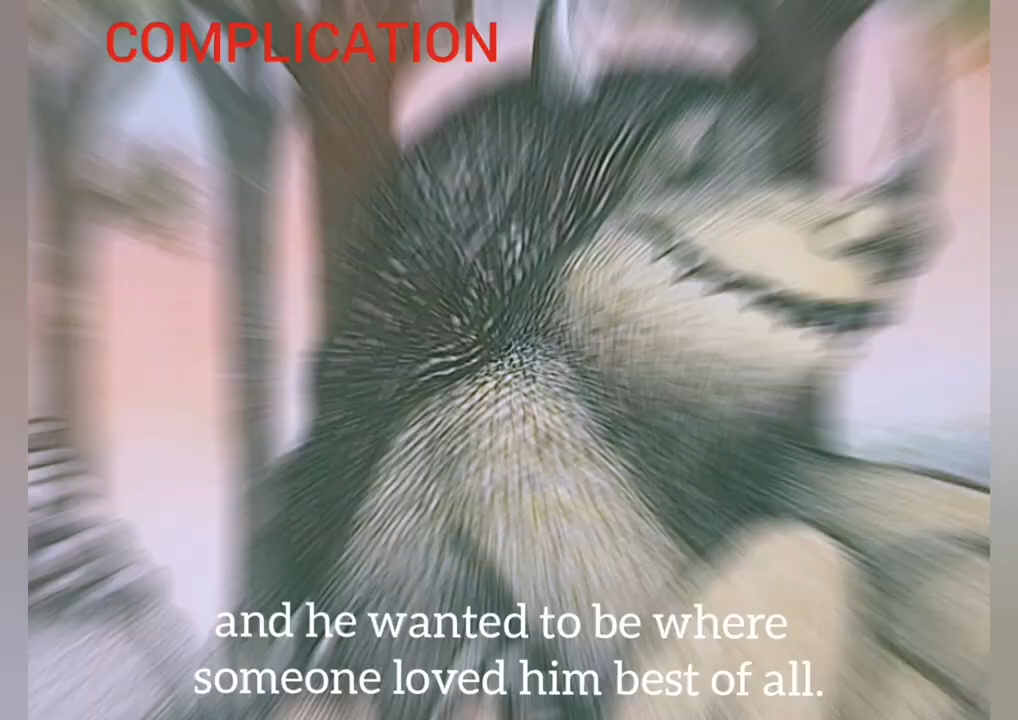 COMPLICATION
and he wanted to be where
someone loved him best of all.